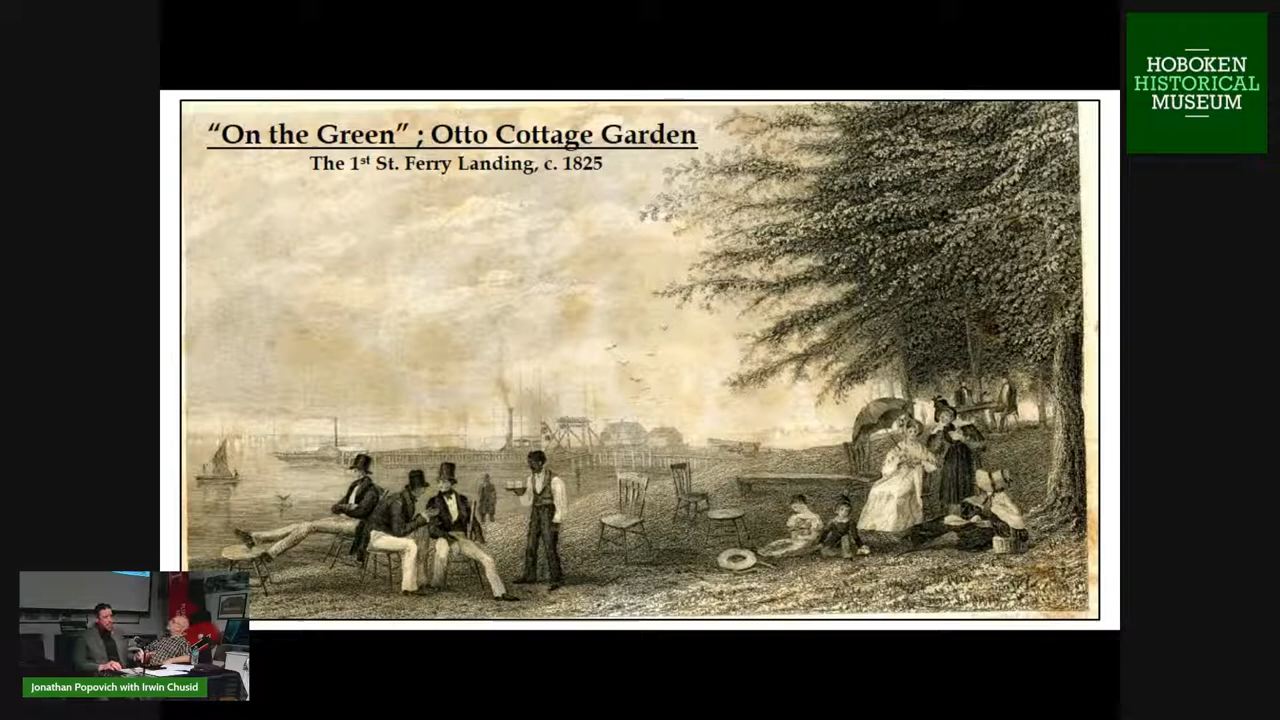 “On the Green” ; Otto Cottage Garden
The 1st St. Ferry Landing, c. 1825
HOBOKEN
HISTORICAL
MUSEUM
Jonathan Popovich with Irwin Chusid